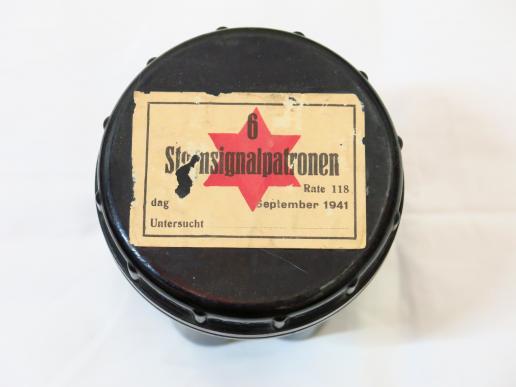 6
Sternsignalpatronen
Rate 118
dag September 1941
Untersucht